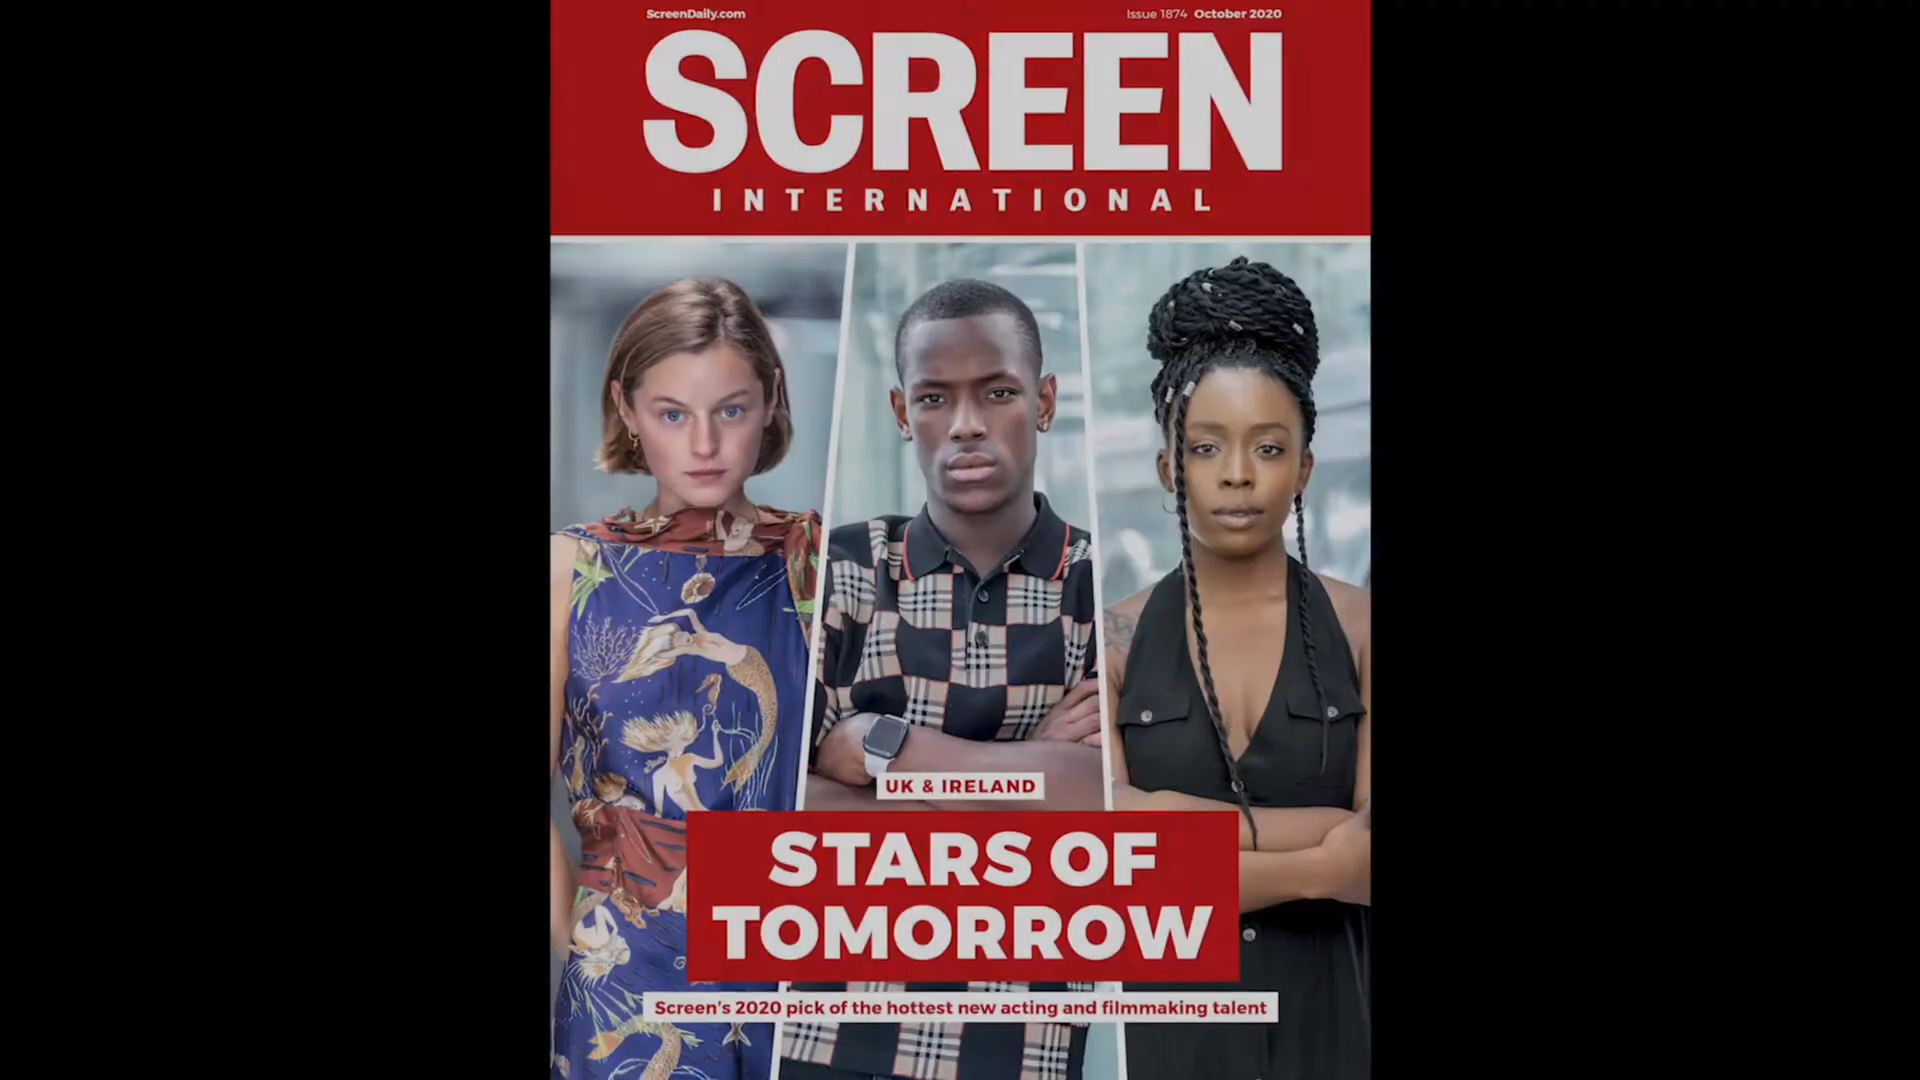 ScreenDaily.com
Issue 1874 October 2020
SCREEN
INTERNATIONAL
UK & IRELAND
STARS OF
TOMORROW
Screen's 2020 pick of the hottest new acting and filmmaking talent